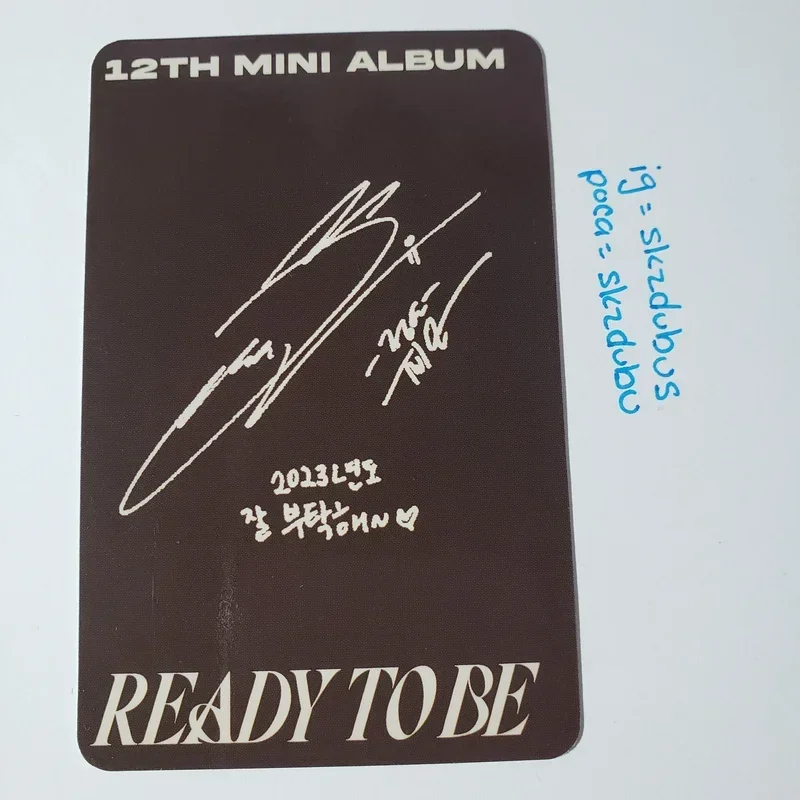 12TH MINI ALBUM
2023년도
잘 부탁해~ ♡
READY TO BE
ig = skzdubus
poca = skzdubu